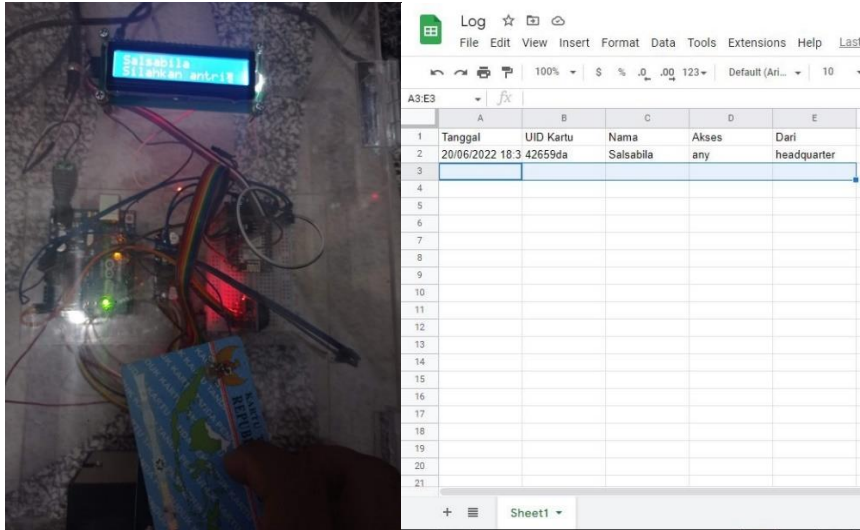 Salsabila
Silahkan antri
KARTU
REPUB
Log
File Edit View Insert Format Data Tools Extensions Help Last
100% $ % .0 .00 123 Default (Ari... 10
A3:E3 fx
A B C D E
1 Tanggal UID Kartu Nama Akses Dari
2 20/06/2022 18:3 42659da Salsabila any headquarter
3
4
5
6
7
8
9
10
11
12
13
14
15
16
17
18
19
20
21
Sheet1